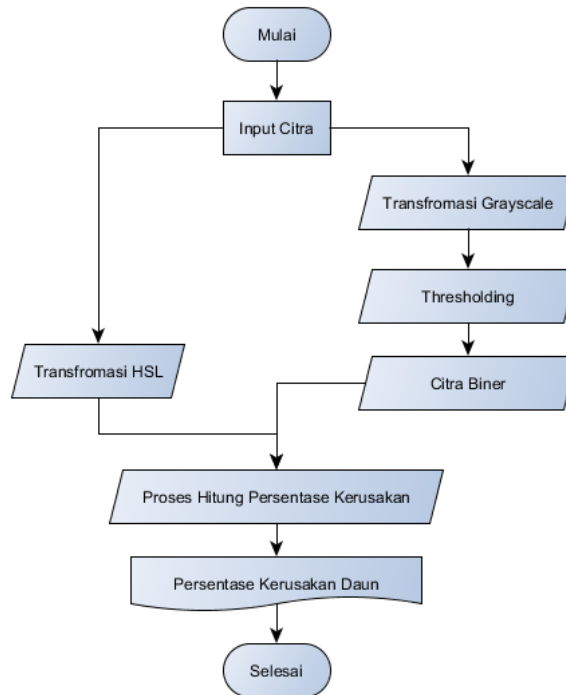 Mulai
Input Citra
Transfromasi Grayscale
Thresholding
Transfromasi HSL
Citra Biner
Proses Hitung Persentase Kerusakan
Persentase Kerusakan Daun
Selesai